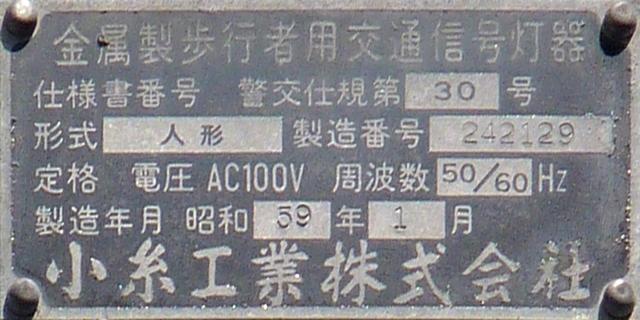 金属製歩行者用交通信号灯器
仕様書番号 警交仕規第 30 号
形式 人形 製造番号 242129
定格 電圧 AC100V 周波数 50/60 Hz
製造年月 昭和 59 年 1 月
小糸工業株式会社